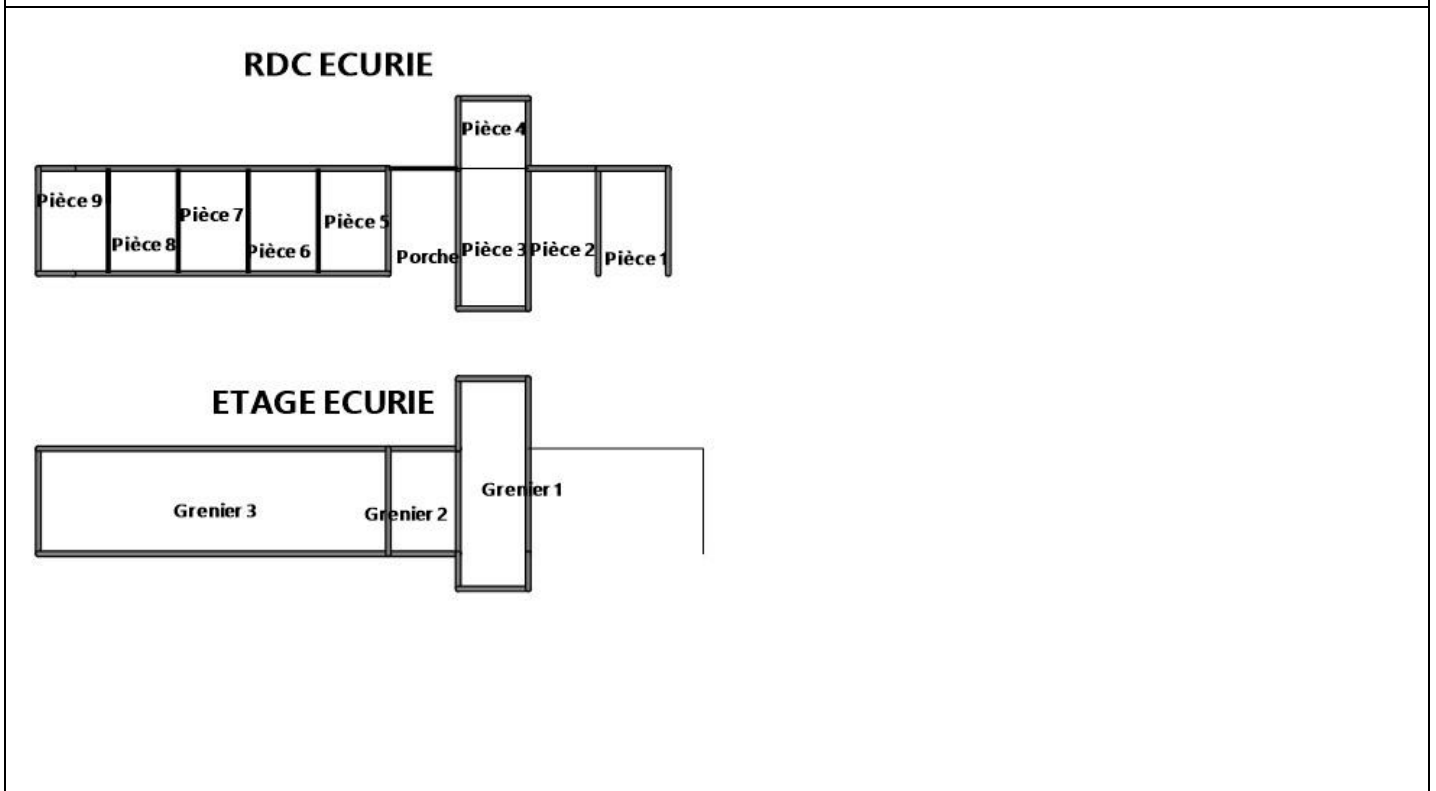 RDC ECURIE
Pièce 4
Pièce 9
Pièce 8
Pièce 7
Pièce 6
Pièce 5
Porche
Pièce 3
Pièce 2
Pièce 1
ETAGE ECURIE
Grenier 3
Grenier 2
Grenier 1